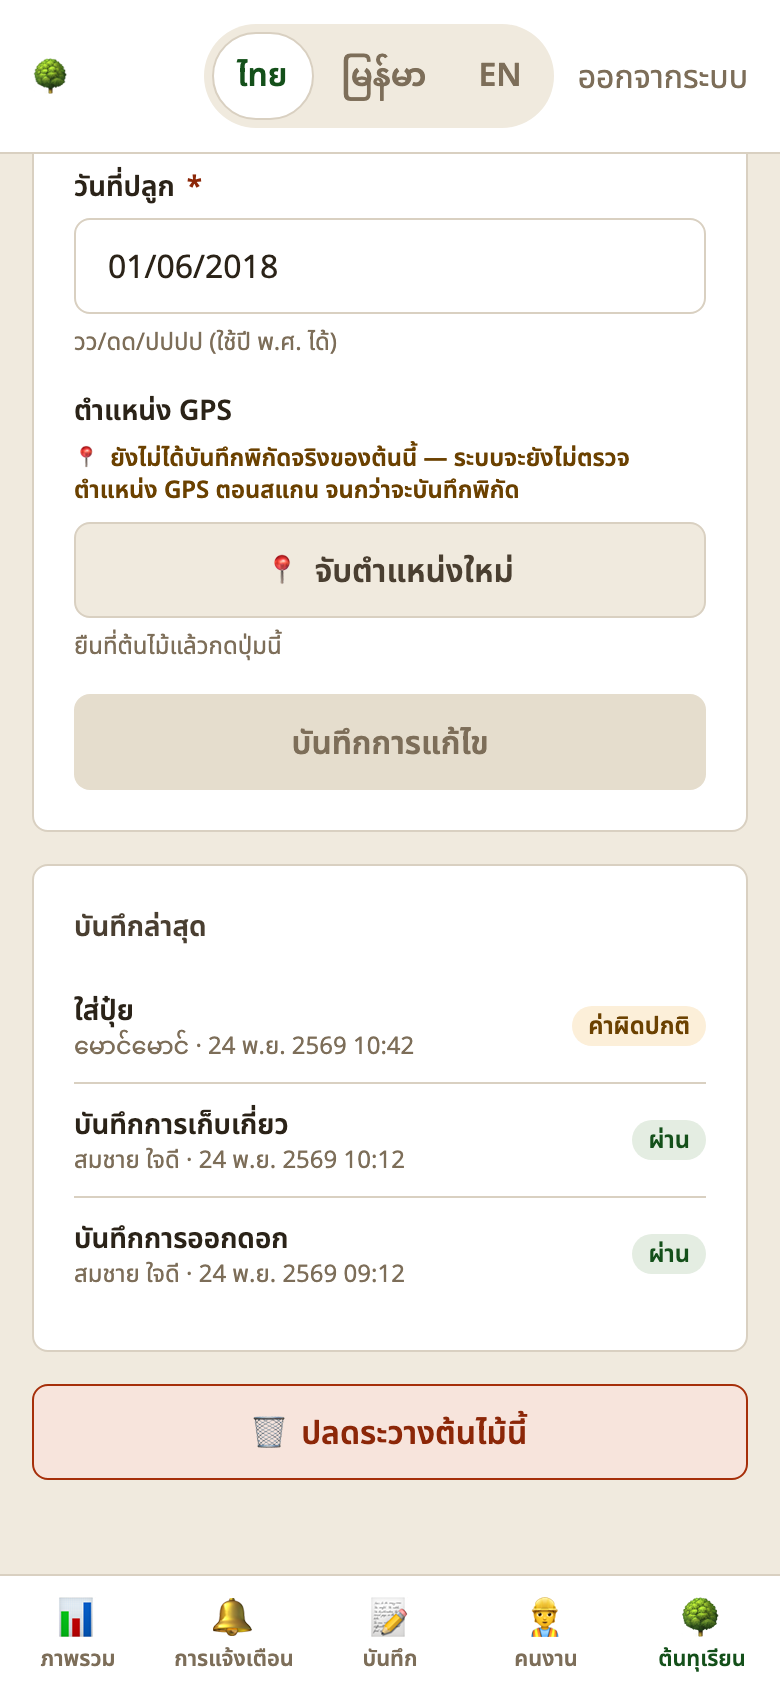 ไทย မြန်မာ EN ออกจากระบบ
วันที่ปลูก *
01/06/2018
วว/ดด/ปปปป (ใช้ปี พ.ศ. ได้)
ตำแหน่ง GPS
📍 ยังไม่ได้บันทึกพิกัดจริงของต้นนี้ — ระบบจะยังไม่ตรวจ
ตำแหน่ง GPS ตอนสแกน จนกว่าจะบันทึกพิกัด
📍 จับตำแหน่งใหม่
ยืนที่ต้นไม้แล้วกดปุ่มนี้
บันทึกการแก้ไข
บันทึกล่าสุด
ใส่ปุ๋ย
မောင်မောင် · 24 พ.ย. 2569 10:42
ค่าผิดปกติ
บันทึกการเก็บเกี่ยว
สมชาย ใจดี · 24 พ.ย. 2569 10:12
ผ่าน
บันทึกการออกดอก
สมชาย ใจดี · 24 พ.ย. 2569 09:12
ผ่าน
🗑️ ปลดระวางต้นไม้นี้
ภาพรวม การแจ้งเตือน บันทึก คนงาน ต้นทุเรียน